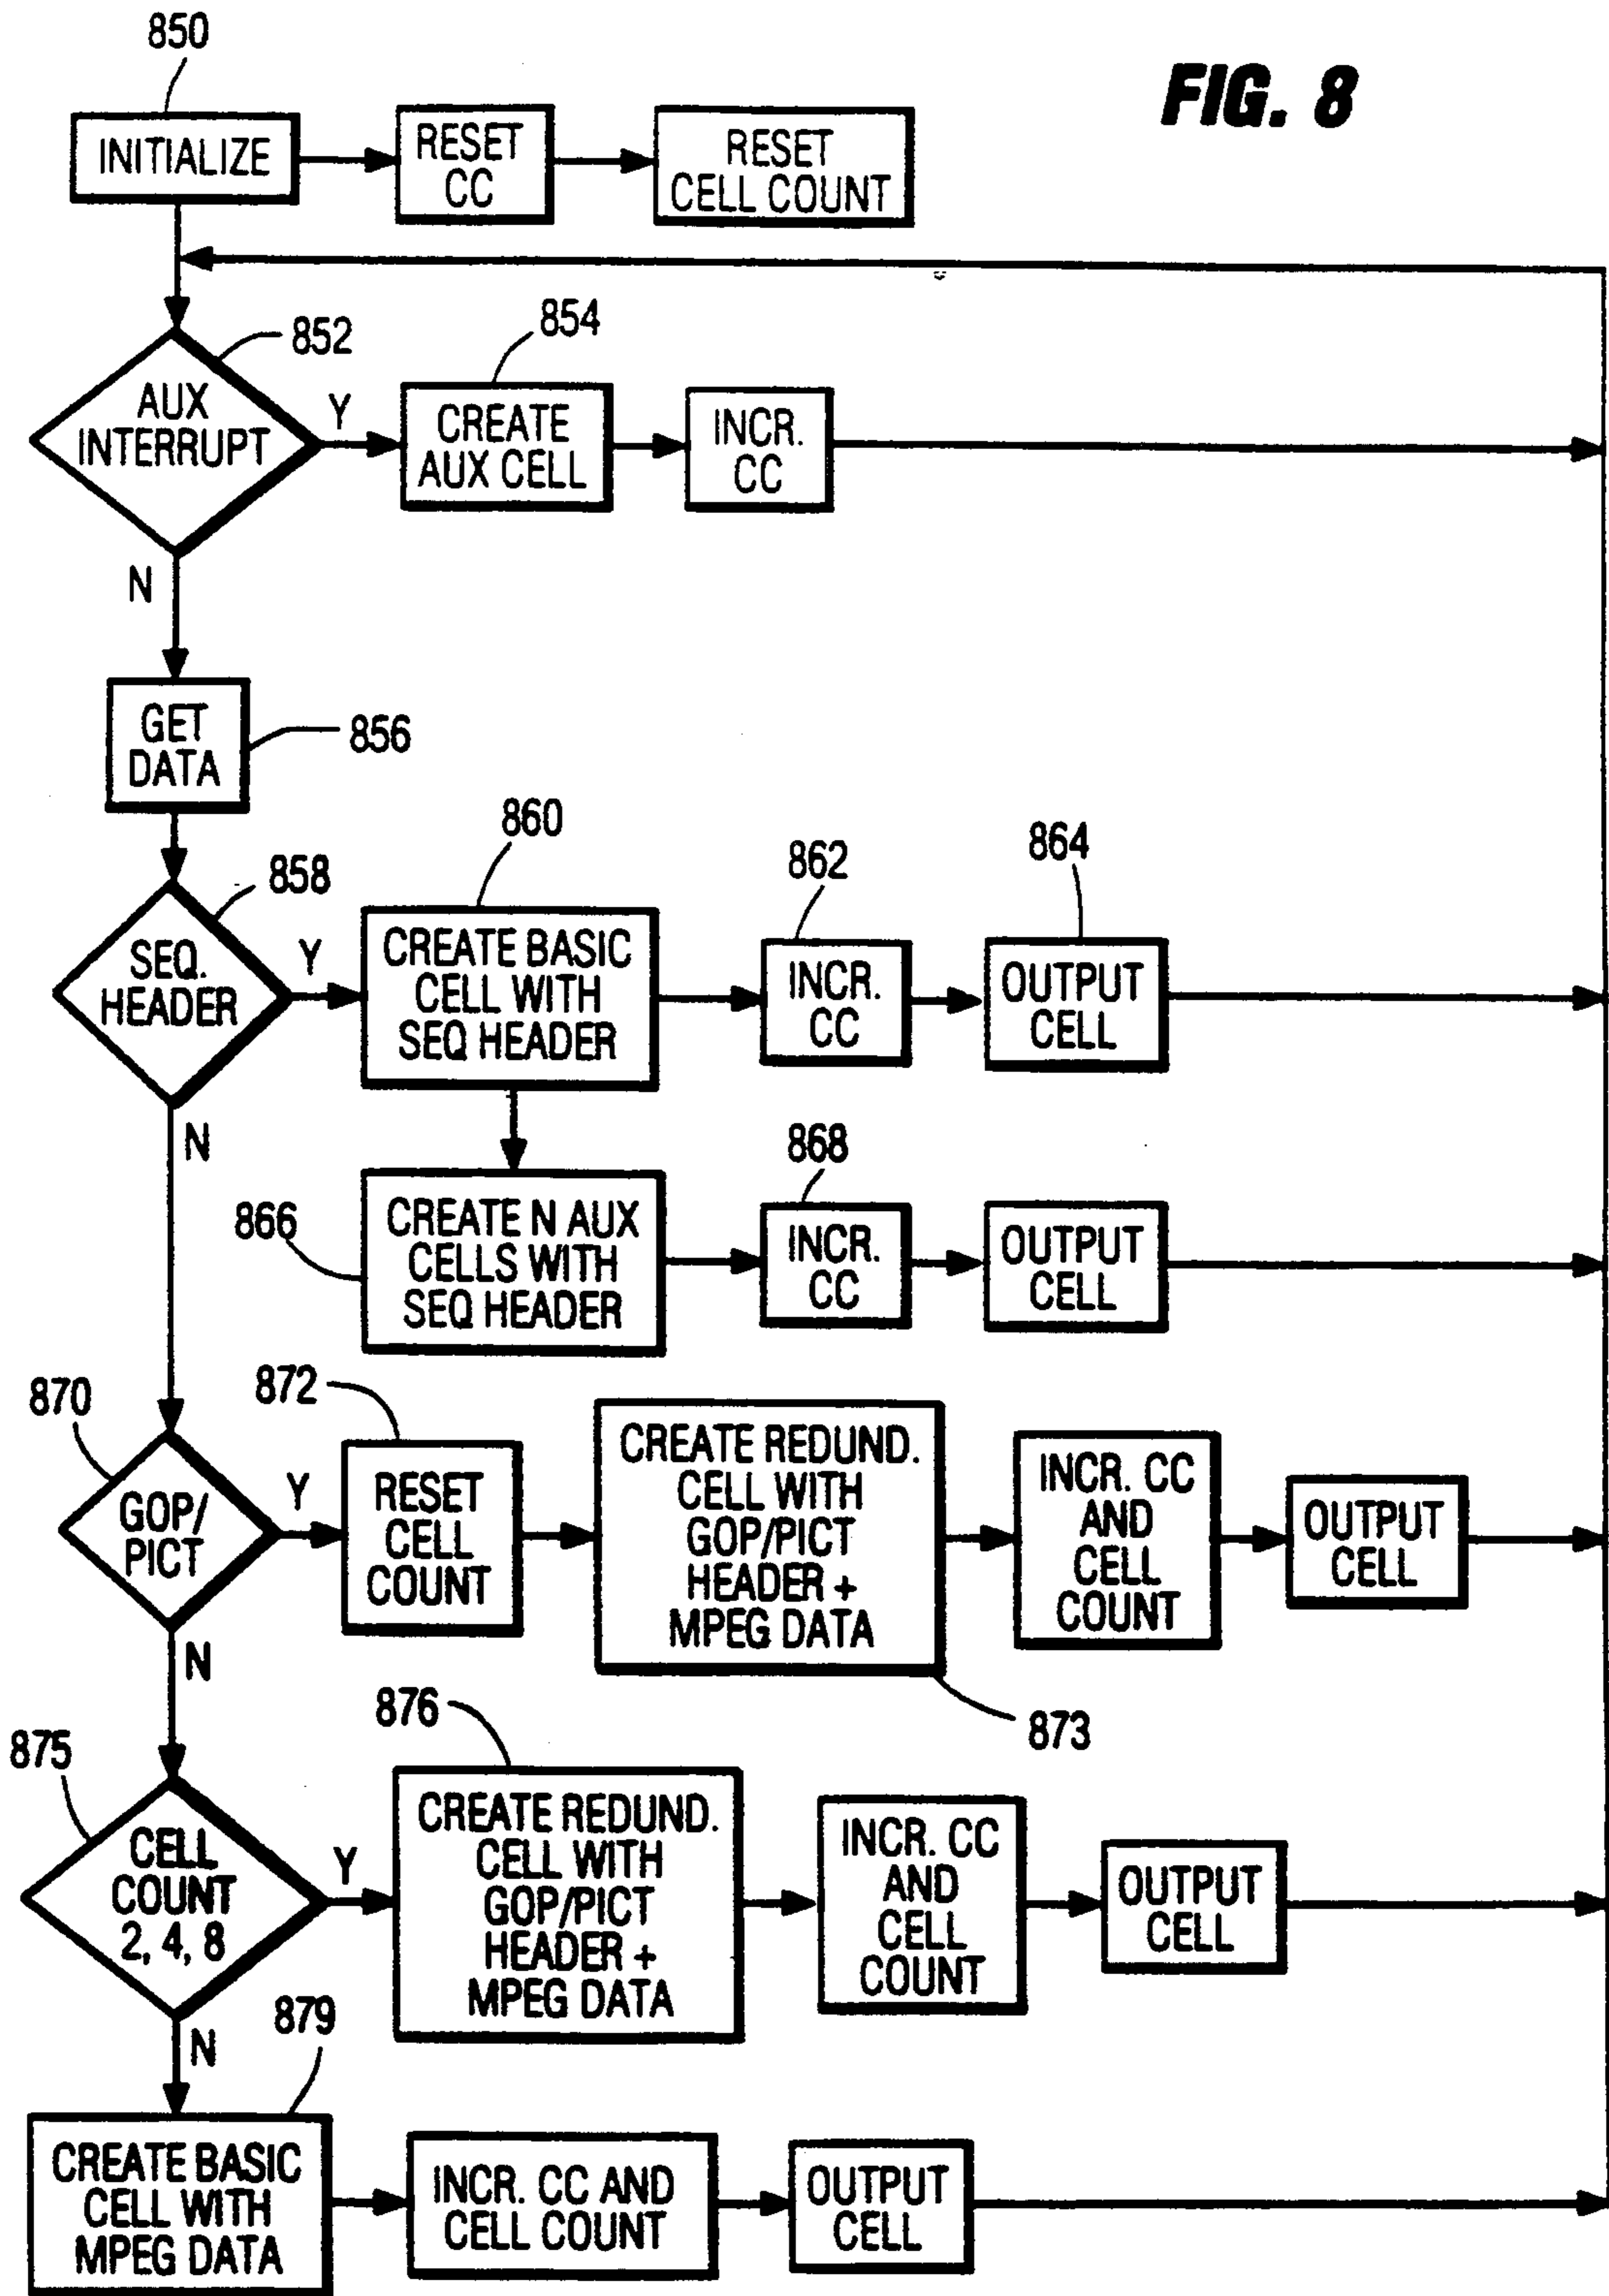 850
FIG. 8
INITIALIZE
RESET
CC
RESET
CELL COUNT
852
854
AUX
INTERRUPT
Y
CREATE
AUX CELL
INCR.
CC
N
GET
DATA
856
858
860
862
864
SEQ.
HEADER
Y
CREATE BASIC
CELL WITH
SEQ HEADER
INCR.
CC
OUTPUT
CELL
N
866
868
CREATE N AUX
CELLS WITH
SEQ HEADER
INCR.
CC
OUTPUT
CELL
870
872
GOP/
PICT
Y
RESET
CELL
COUNT
CREATE REDUND.
CELL WITH
GOP/PICT
HEADER +
MPEG DATA
873
INCR. CC
AND
CELL
COUNT
OUTPUT
CELL
N
875
876
CELL
COUNT
2, 4, 8
Y
CREATE REDUND.
CELL WITH
GOP/PICT
HEADER +
MPEG DATA
INCR. CC
AND
CELL
COUNT
OUTPUT
CELL
N
879
CREATE BASIC
CELL WITH
MPEG DATA
INCR. CC AND
CELL COUNT
OUTPUT
CELL